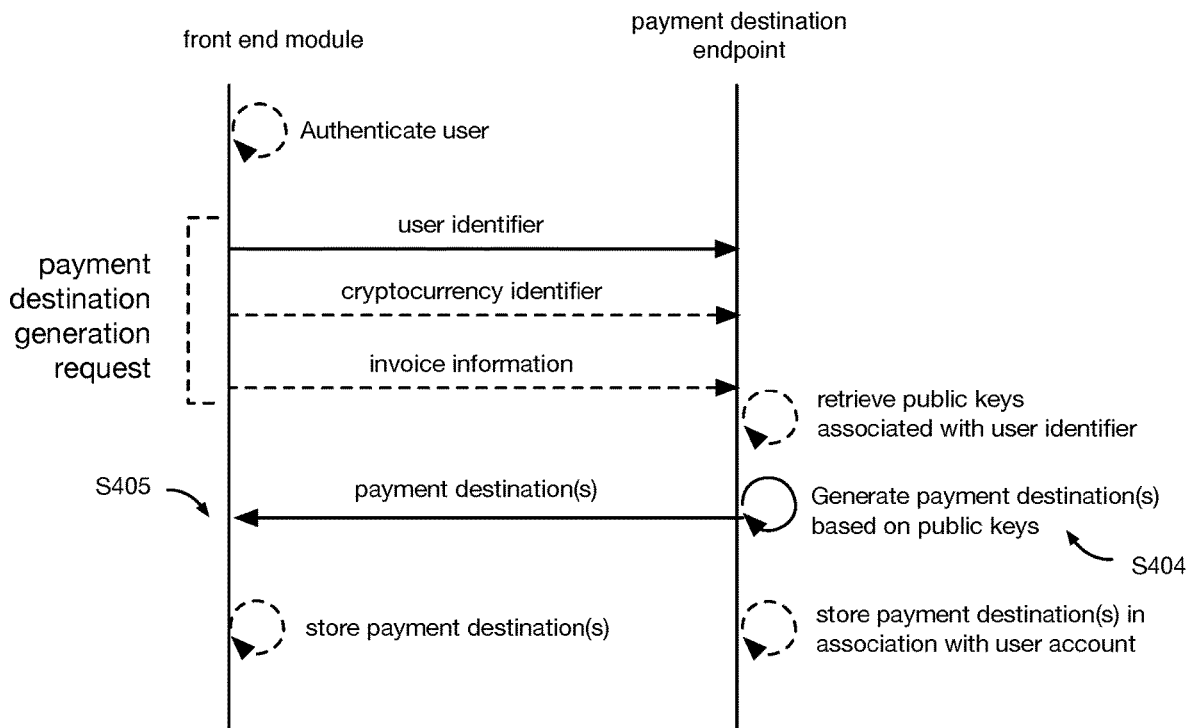 front end module
payment destination
endpoint
Authenticate user
payment
destination
generation
request
user identifier
cryptocurrency identifier
invoice information
retrieve public keys
associated with user identifier
S405
payment destination(s)
Generate payment destination(s)
based on public keys
S404
store payment destination(s)
store payment destination(s) in
association with user account